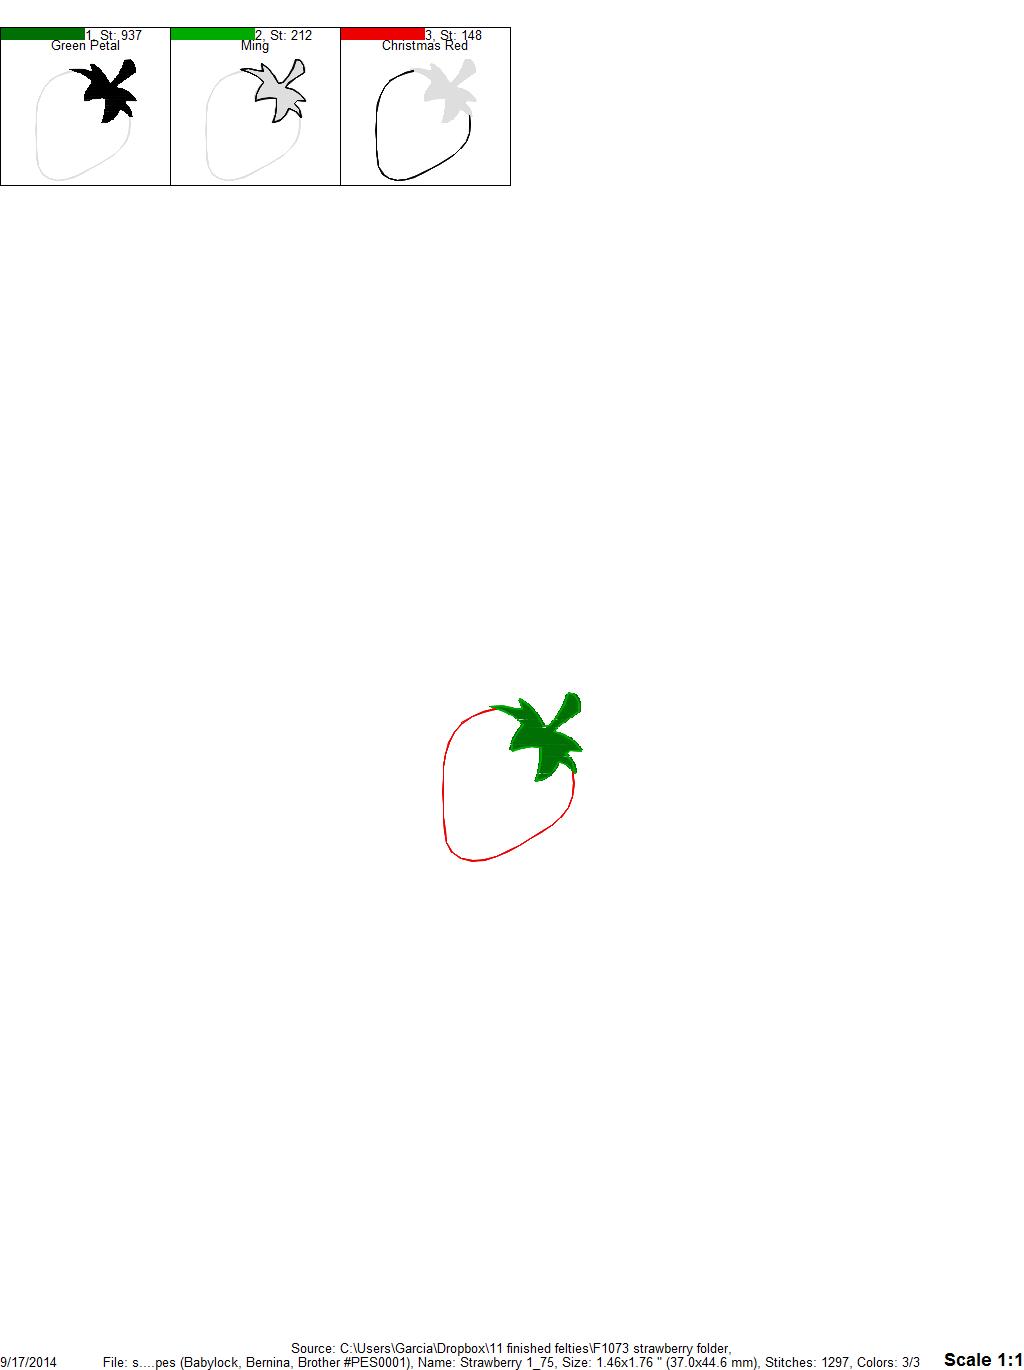 1, St: 937
Green Petal
2, St: 212
Ming
3, St: 148
Christmas Red
Source: C:\Users\Garcia\Dropbox\11 finished felties\F1073 strawberry folder,
9/17/2014 File: s....pes (Babylock, Bernina, Brother #PES0001), Name: Strawberry 1_75, Size: 1.46x1.76 " (37.0x44.6 mm), Stitches: 1297, Colors: 3/3 Scale 1:1